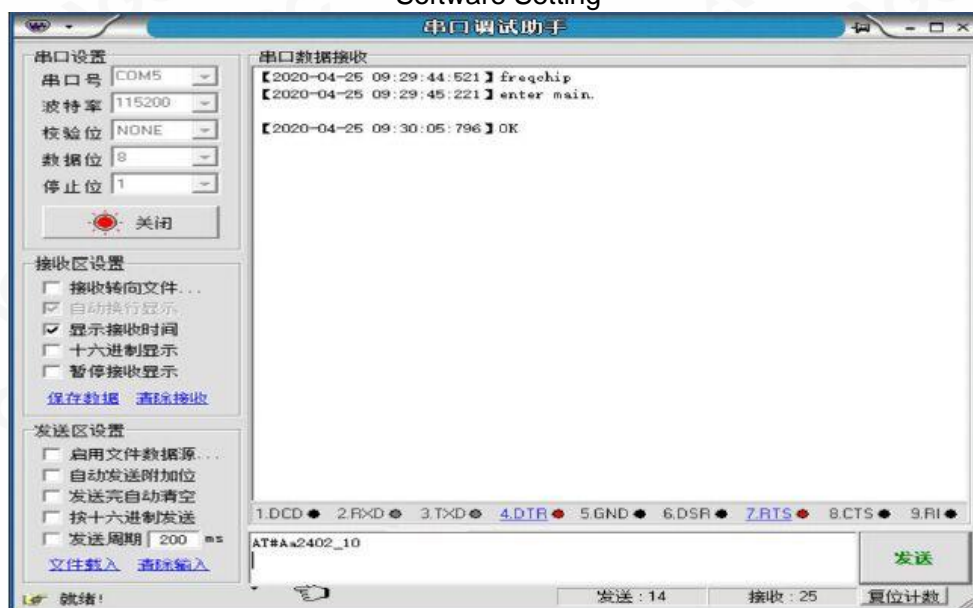 Software Setting
串口调试助手
串口设置
串口号 COM5
波特率 115200
校验位 NONE
数据位 8
停止位 1
关闭
接收区设置
接收转向文件...
自动换行显示
显示接收时间
十六进制显示
暂停接收显示
保存数据 清除接收
发送区设置
启用文件数据源...
自动发送附加位
发送完自动清空
按十六进制发送
发送周期 200 ms
文件载入 清除输入
串口数据接收
【2020-04-25 09:29:44:521】freqchip
【2020-04-25 09:29:45:221】enter main.
【2020-04-25 09:30:05:796】OK
1.DCD 2.RXD 3.TXD 4.DTR 5.GND 6.DSR 7.RTS 8.CTS 9.RI
AT#Aa2402_10
发送
就绪! 发送:14 接收:25 复位计数